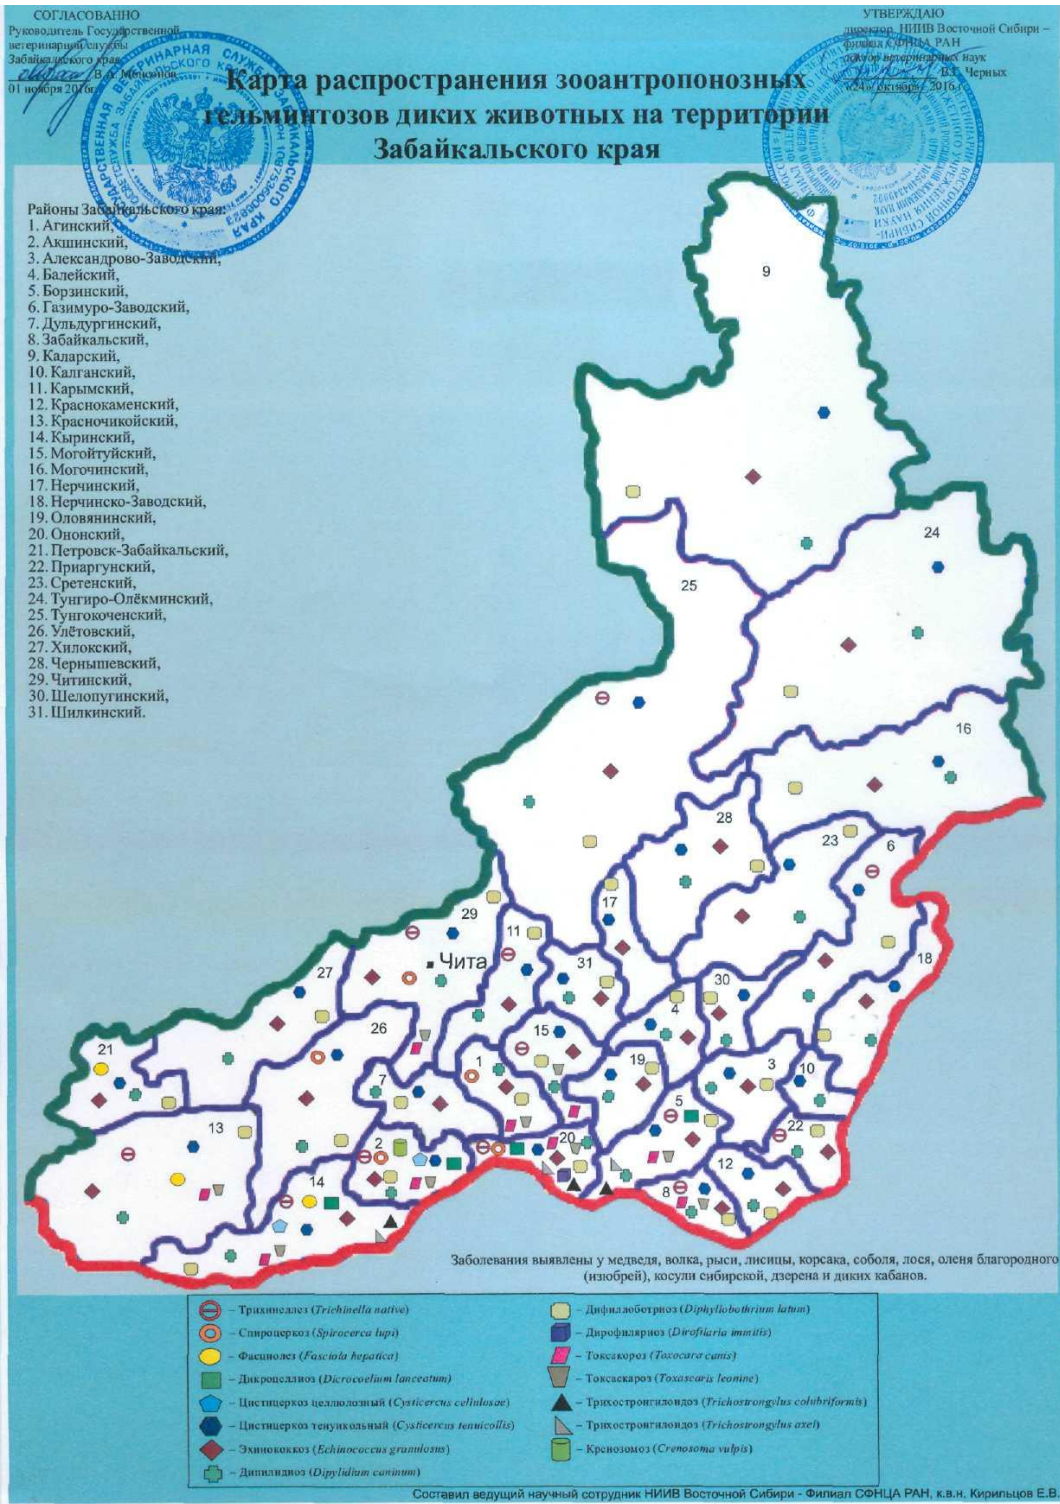 СОГЛАСОВАНО
Руководитель Государственной
ветеринарной службы
Забайкальского края
01 ноября 2016г.
УТВЕРЖДАЮ
директор НИИВ Восточной Сибири –
филиал СФНЦА РАН
доктор ветеринарных наук
В.Г. Черных
«24» октября 2016г.
Карта распространения зооантропонозных
гельминтозов диких животных на территории
Забайкальского края
Районы Забайкальского края:
1. Агинский,
2. Акшинский,
3. Александрово-Заводский,
4. Балейский,
5. Борзинский,
6. Газимуро-Заводский,
7. Дульдургинский,
8. Забайкальский,
9. Каларский,
10. Калганский,
11. Карымский,
12. Краснокаменский,
13. Красночикойский,
14. Кыринский,
15. Могойтуйский,
16. Могочинский,
17. Нерчинский,
18. Нерчинско-Заводский,
19. Оловяннинский,
20. Ононский,
21. Петровск-Забайкальский,
22. Приаргунский,
23. Сретенский,
24. Тунгиро-Олёкминский,
25. Тунгокоченский,
26. Улётовский,
27. Хилокский,
28. Чернышевский,
29. Читинский,
30. Шелопугинский,
31. Шилкинский.
9
24
25
16
28
23
6
17
29
11
18
27
31
Чита
30
4
26
15
21
1
19
3
10
7
5
13
2
20
22
12
14
8
Заболевания выявлены у медведя, волка, рыси, лисицы, корсака, соболя, лося, оленя благородного
(изюбрей), косули сибирской, дзерена и диких кабанов.
– Трихинеллез (Trichinella native)
– Спироцеркоз (Spirocerca lupi)
– Фасциолез (Fasciola hepatica)
– Дикроцеллиоз (Dicrocoelium lanceatum)
– Цистицеркоз целлюлозный (Cysticercus cellulosae)
– Цистицеркоз тенуикольный (Cysticercus tenuicollis)
– Эхинококкоз (Echinococcus granulosus)
– Дипилидиоз (Dipylidium caninum)
– Дифиллоботриоз (Diphyllobothrium latum)
– Дирофиляриоз (Dirofilaria immitis)
– Токсакороз (Toxocara canis)
– Токсаскароз (Toxascaris leonine)
– Трихостронгилоидоз (Trichostrongylus colubriformis)
– Трихостронгилоидоз (Trichostrongylus axel)
– Кренозомоз (Crenosoma vulpis)
Составил ведущий научный сотрудник НИИВ Восточной Сибири - Филиал СФНЦА РАН, к.в.н. Кирильцов Е.В.